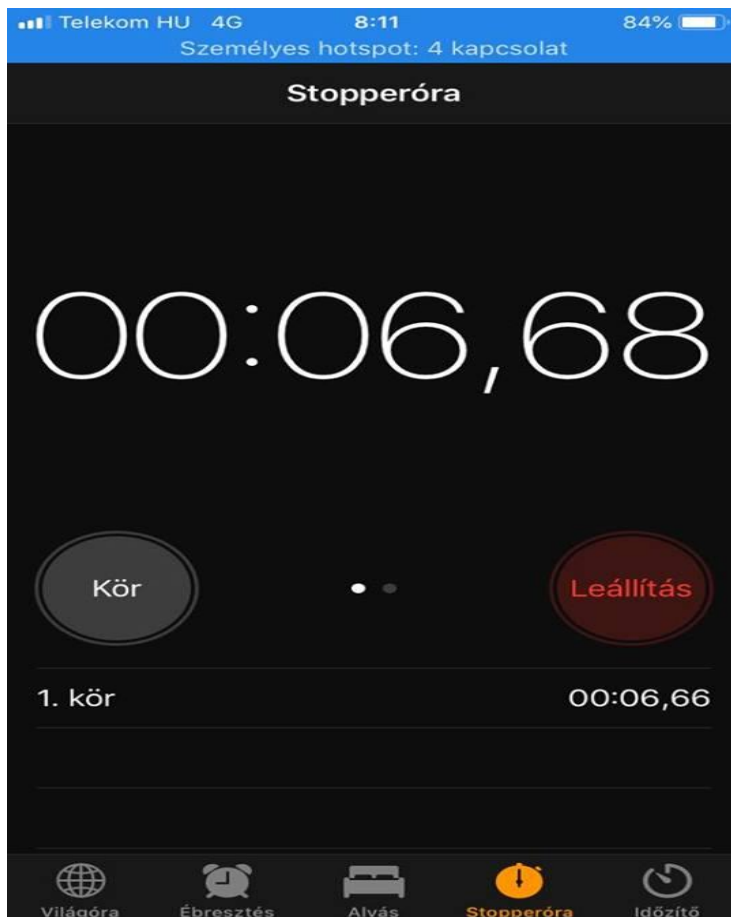 Telekom HU 4G 8:11 84%
Személyes hotspot: 4 kapcsolat
Stopperóra
00:06,68
Kör Leállítás
1. kör 00:06,66
Világóra Ébresztés Alvás Stopperóra Időzítő